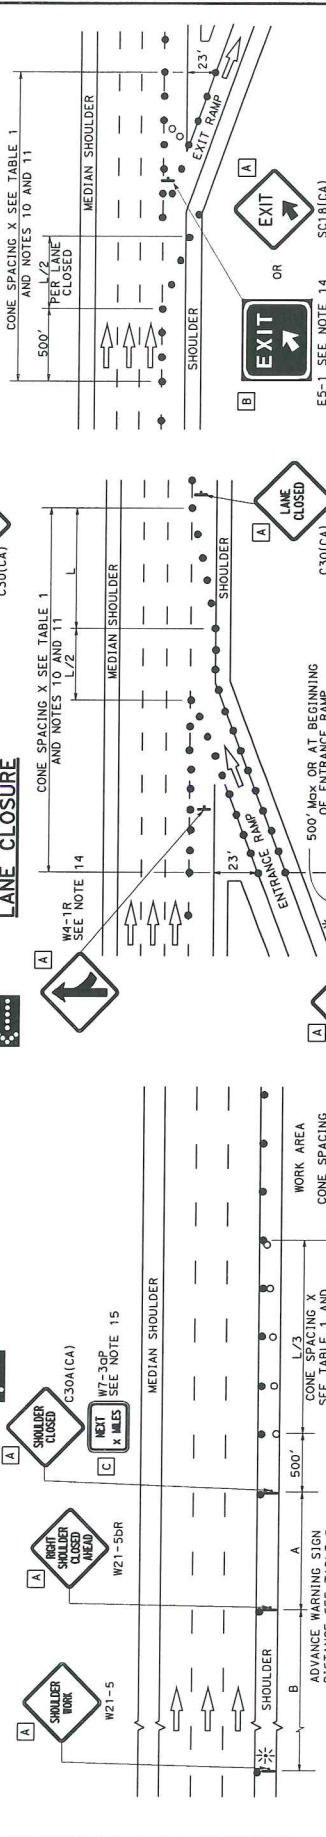 CONE SPACING X SEE TABLE 1
AND NOTES 10 AND 11
500'
L/2
PER LANE
CLOSED
MEDIAN SHOULDER
23'
SHOULDER
EXIT RAMP
B
EXIT
E5-1 SEE NOTE 14
OR
A
EXIT
SC18(CA)
LANE CLOSURE
C30(CA)
CONE SPACING X SEE TABLE 1
AND NOTES 10 AND 11
L/2
L
A
W4-1R
SEE NOTE 14
MEDIAN SHOULDER
23'
SHOULDER
ENTRANCE RAMP
A
LANE
CLOSED
C30(CA)
500' Max OR AT BEGINNING
OF ENTRANCE RAMP
A
A
SHOULDER
WORK
W21-5
A
RIGHT
SHOULDER
CLOSED
AHEAD
W21-5bR
A
SHOULDER
CLOSED
C30A(CA)
C
NEXT
X MILES
W7-3aP
SEE NOTE 15
MEDIAN SHOULDER
SHOULDER
B
A
500'
L/3
WORK AREA
ADVANCE WARNING SIGN
CONE SPACING X
SEE TABLE 1 AND
CONE SPACING